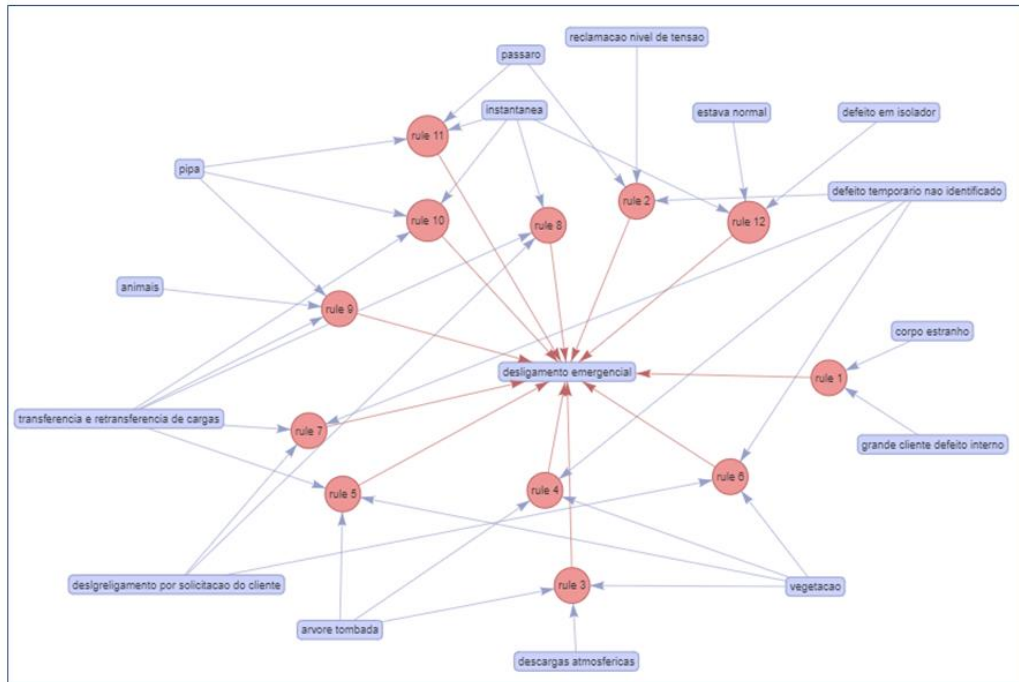 reclamacao nivel de tensao
passaro
instantanea
estava normal
defeito em isolador
rule 11
pipa
defeito temporario nao identificado
rule 2
rule 10
rule 8
rule 12
animais
rule 9
corpo estranho
desligamento emergencial
rule 1
transferencia e retransferencia de cargas
rule 7
grande cliente defeito interno
rule 5
rule 4
rule 6
deslgreligamento por solicitacao do cliente
rule 3
vegetacao
arvore tombada
descargas atmosfericas